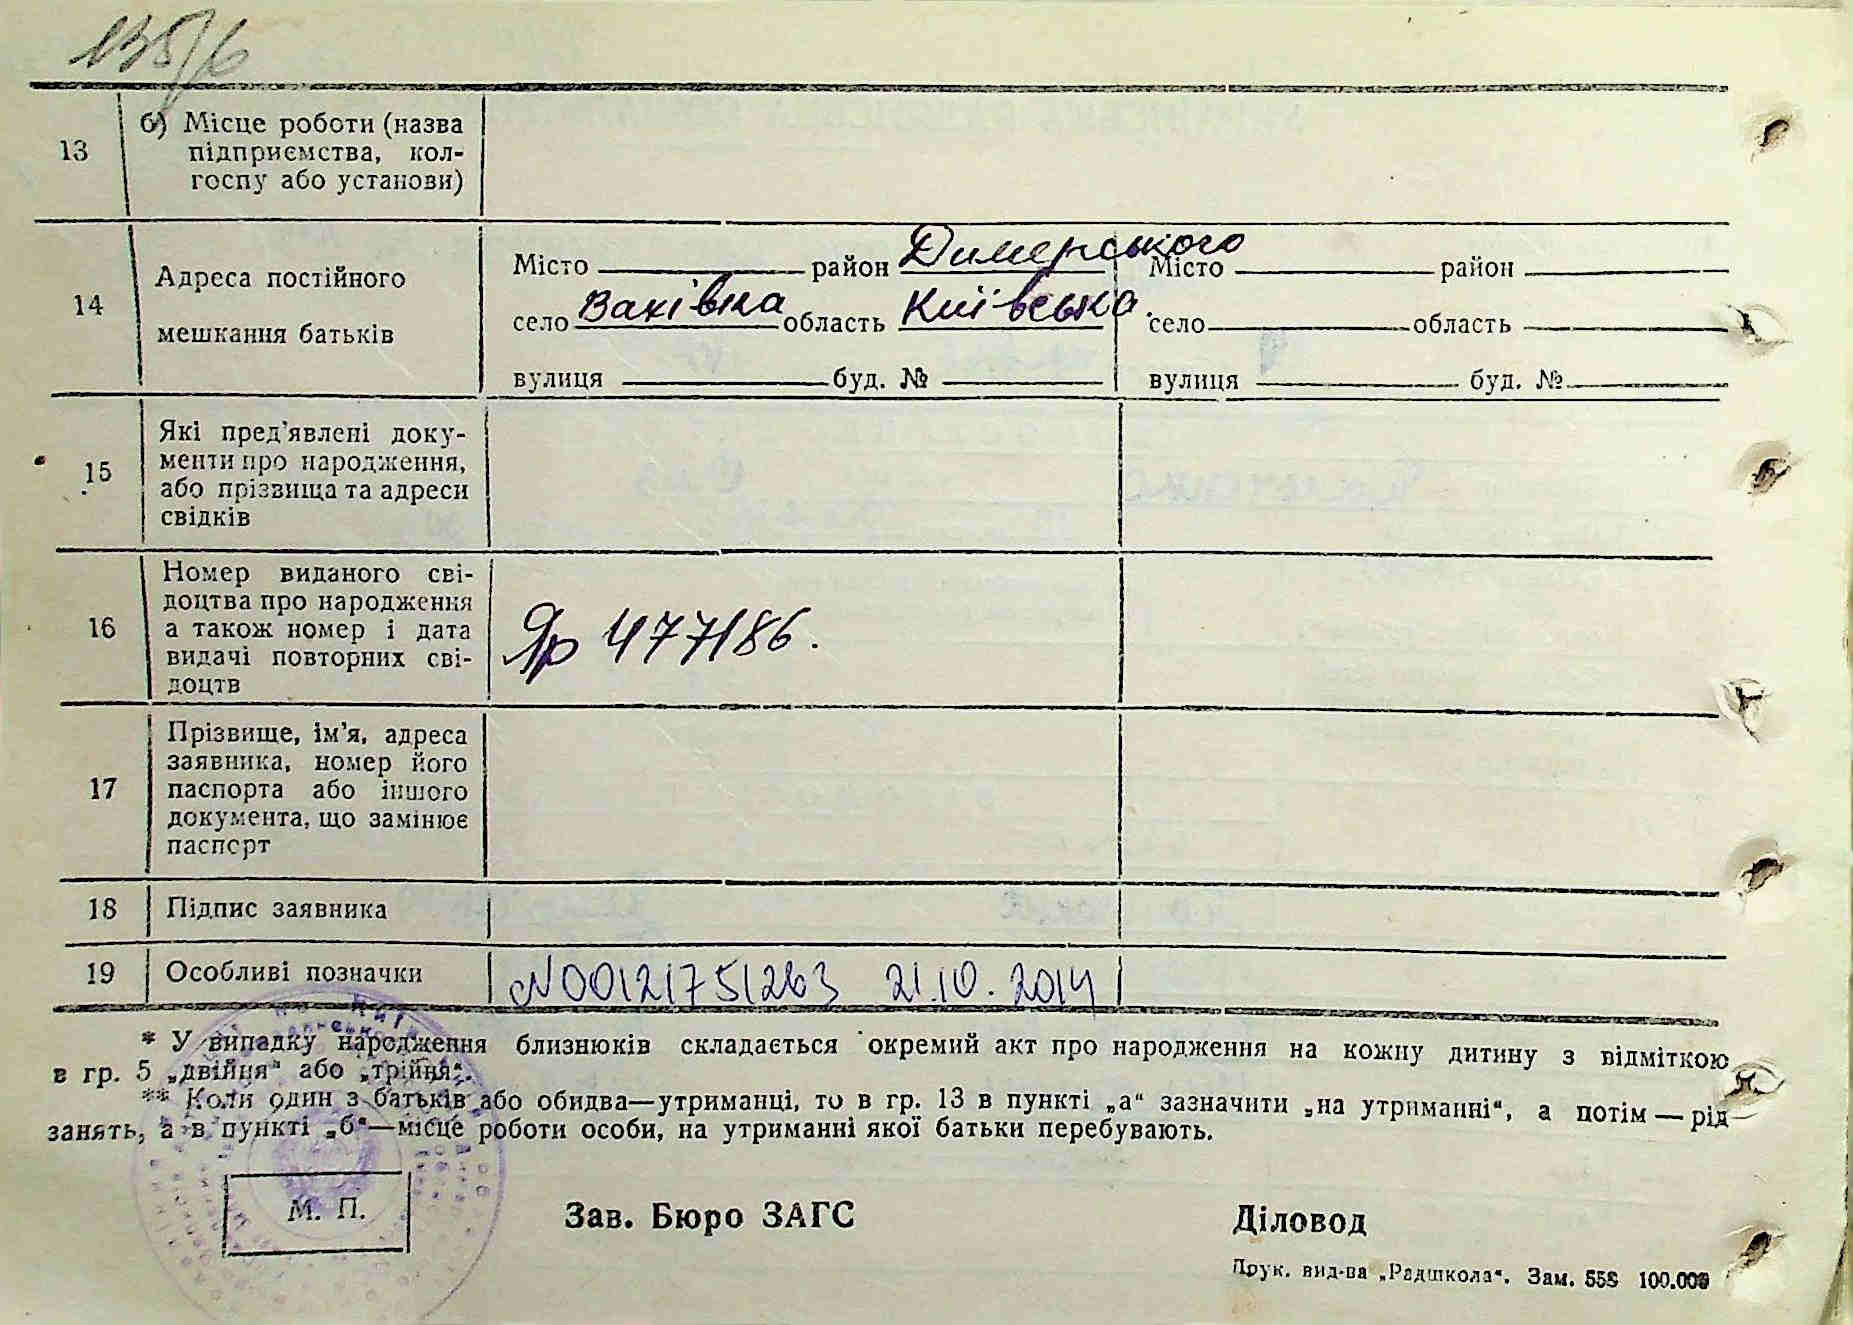 135/6
13 б) Місце роботи (назва
підприємства, кол-
госпу або установи)
14 Адреса постійного
мешкання батьків
Місто район Димерського Місто район
село Вахівка область Київська. село область
вулиця буд. № вулиця буд. №
15 Які пред'явлені доку-
менти про народження,
або прізвища та адреси
свідків
16 Номер виданого сві-
доцтва про народження
а також номер і дата
видачі повторних сві-
доцтв
Яр 477186.
17 Прізвище, ім'я, адреса
заявника, номер його
паспорта або іншого
документа, що замінює
паспорт
18 Підпис заявника
19 Особливі позначки N00121751263 21.10.2014
* У випадку народження близнюків складається окремий акт про народження на кожну дитину з відміткою
в гр. 5 „двійня“ або „трійня“.
** Коли один з батьків або обидва—утриманці, то в гр. 13 в пункті „а“ зазначити „на утриманні“, а потім — рід
занять, а в пункті „б“—місце роботи особи, на утриманні якої батьки перебувають.
М. П.
Зав. Бюро ЗАГС Діловод
Друк. вид-ва „Радшкола“. Зам. 558 100.000